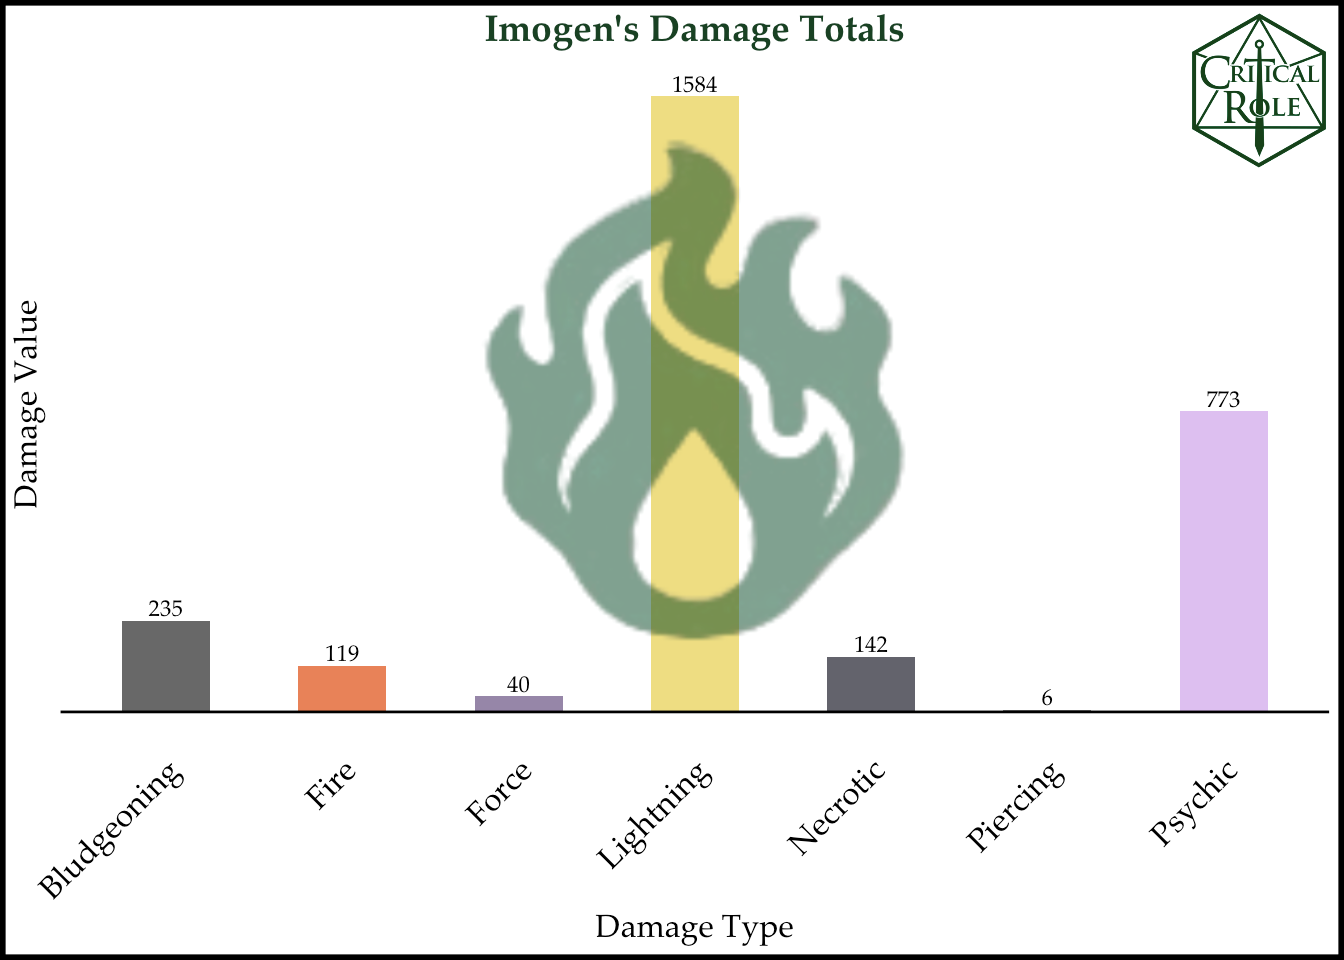 Imogen's Damage Totals
CRITICAL
ROLE
1584
773
235
119
40
142
6
Damage Value
Bludgeoning
Fire
Force
Lightning
Necrotic
Piercing
Psychic
Damage Type